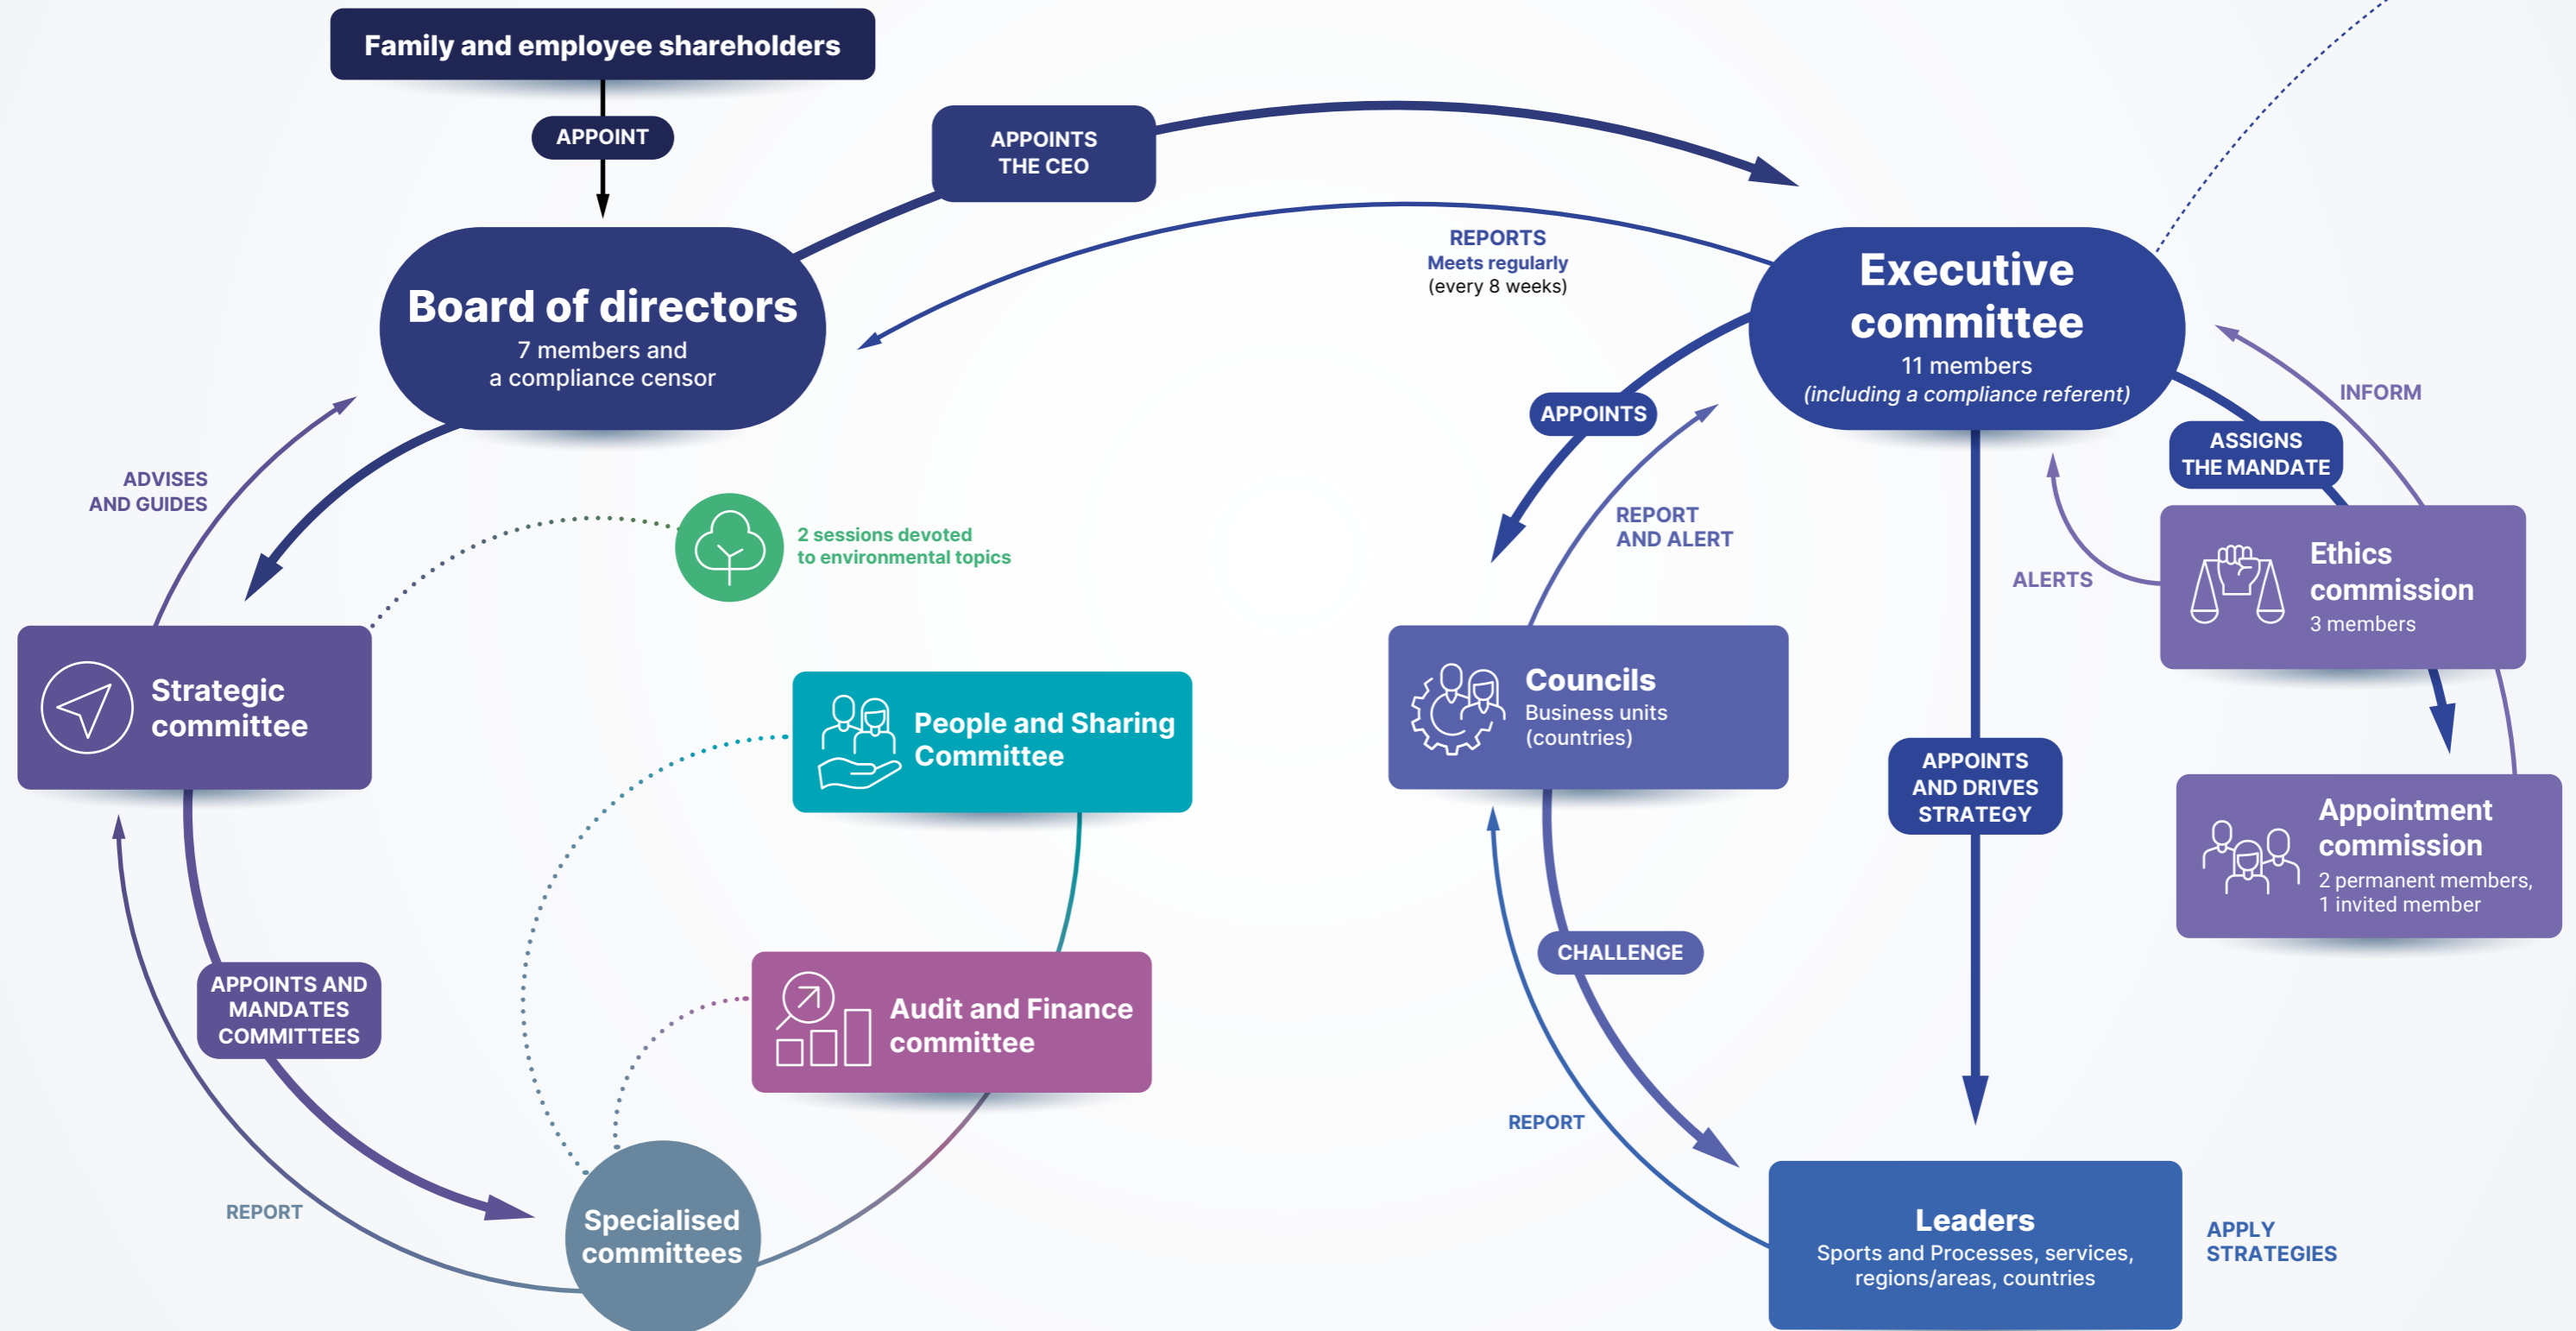 Family and employee shareholders
APPOINT
APPOINTS
THE CEO
Board of directors
7 members and
a compliance censor
REPORTS
Meets regularly
(every 8 weeks)
Executive
committee
11 members
(including a compliance referent)
ADVISES
AND GUIDES
2 sessions devoted
to environmental topics
APPOINTS
REPORT
AND ALERT
INFORM
ASSIGNS
THE MANDATE
ALERTS
Ethics
commission
3 members
Strategic
committee
People and Sharing
Committee
Councils
Business units
(countries)
APPOINTS
AND DRIVES
STRATEGY
Appointment
commission
2 permanent members,
1 invited member
APPOINTS AND
MANDATES
COMMITTEES
Audit and Finance
committee
CHALLENGE
REPORT
REPORT
Specialised
committees
Leaders
Sports and Processes, services,
regions/areas, countries
APPLY
STRATEGIES